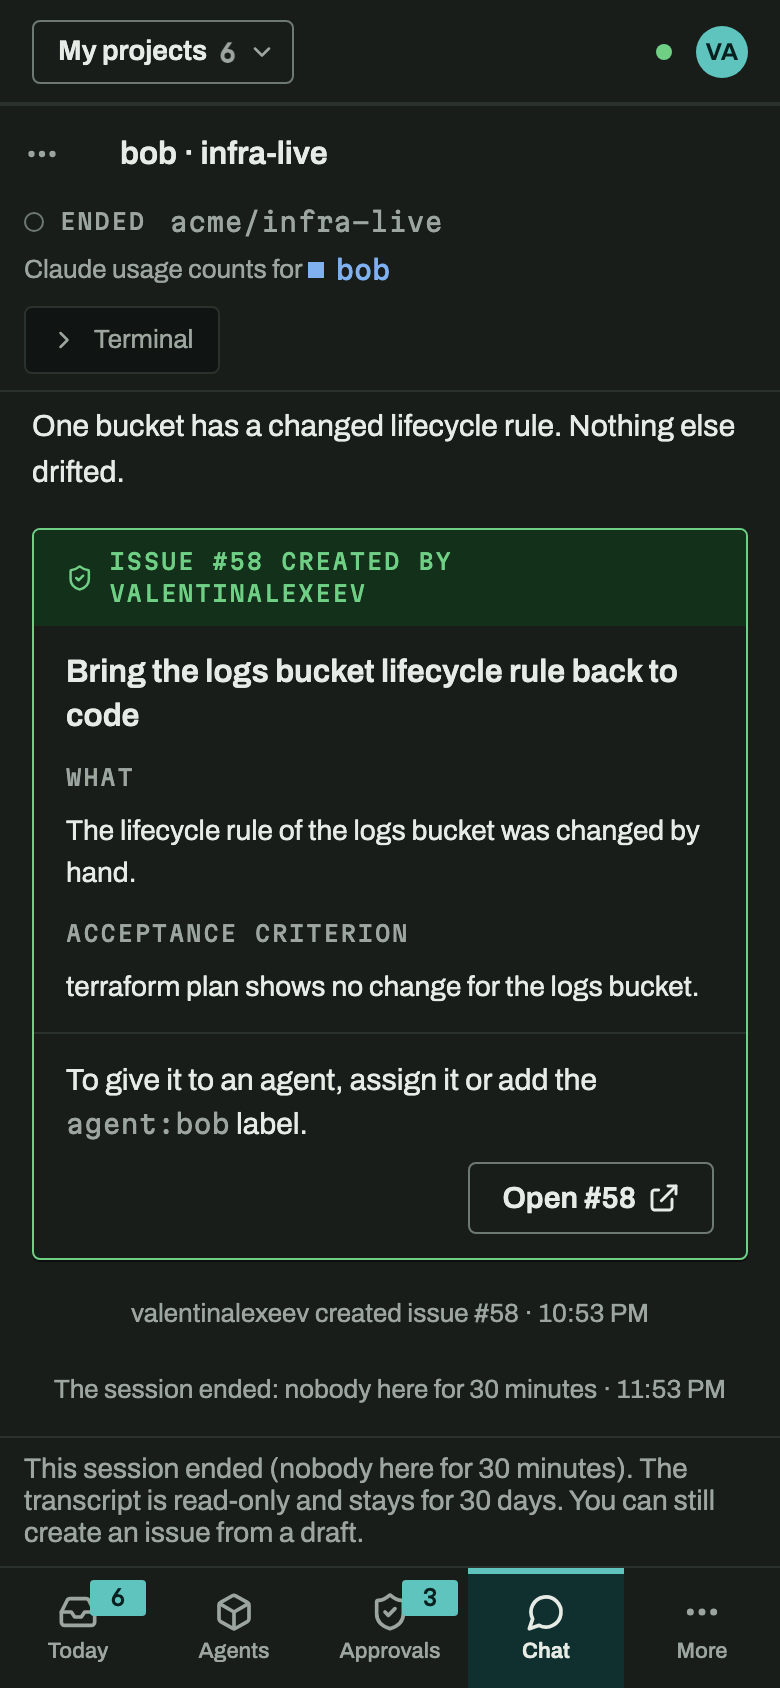 My projects 6
VA
bob · infra-live
ENDED acme/infra-live
Claude usage counts for bob
Terminal
One bucket has a changed lifecycle rule. Nothing else
drifted.
ISSUE #58 CREATED BY
VALENTINALEXEEV
Bring the logs bucket lifecycle rule back to
code
WHAT
The lifecycle rule of the logs bucket was changed by
hand.
ACCEPTANCE CRITERION
terraform plan shows no change for the logs bucket.
To give it to an agent, assign it or add the
agent:bob label.
Open #58
valentinalexeev created issue #58 · 10:53 PM
The session ended: nobody here for 30 minutes · 11:53 PM
This session ended (nobody here for 30 minutes). The
transcript is read-only and stays for 30 days. You can still
create an issue from a draft.
6
3
Today
Agents
Approvals
Chat
More